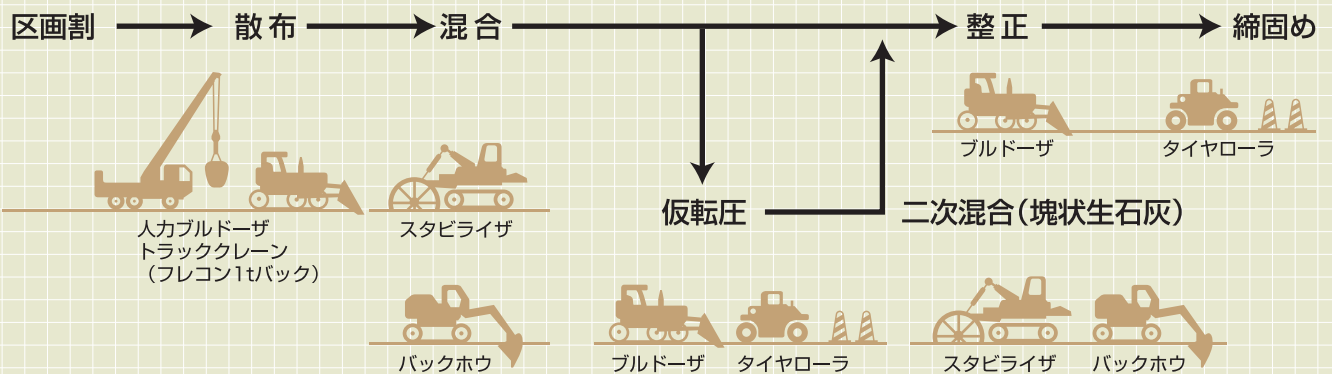 区画割
散布
混合
整正
締固め
ブルドーザ
タイヤローラ
人力ブルドーザ
トラッククレーン
（フレコン1tバック）
スタビライザ
仮転圧
二次混合（塊状生石灰）
バックホウ
ブルドーザ
タイヤローラ
スタビライザ
バックホウ